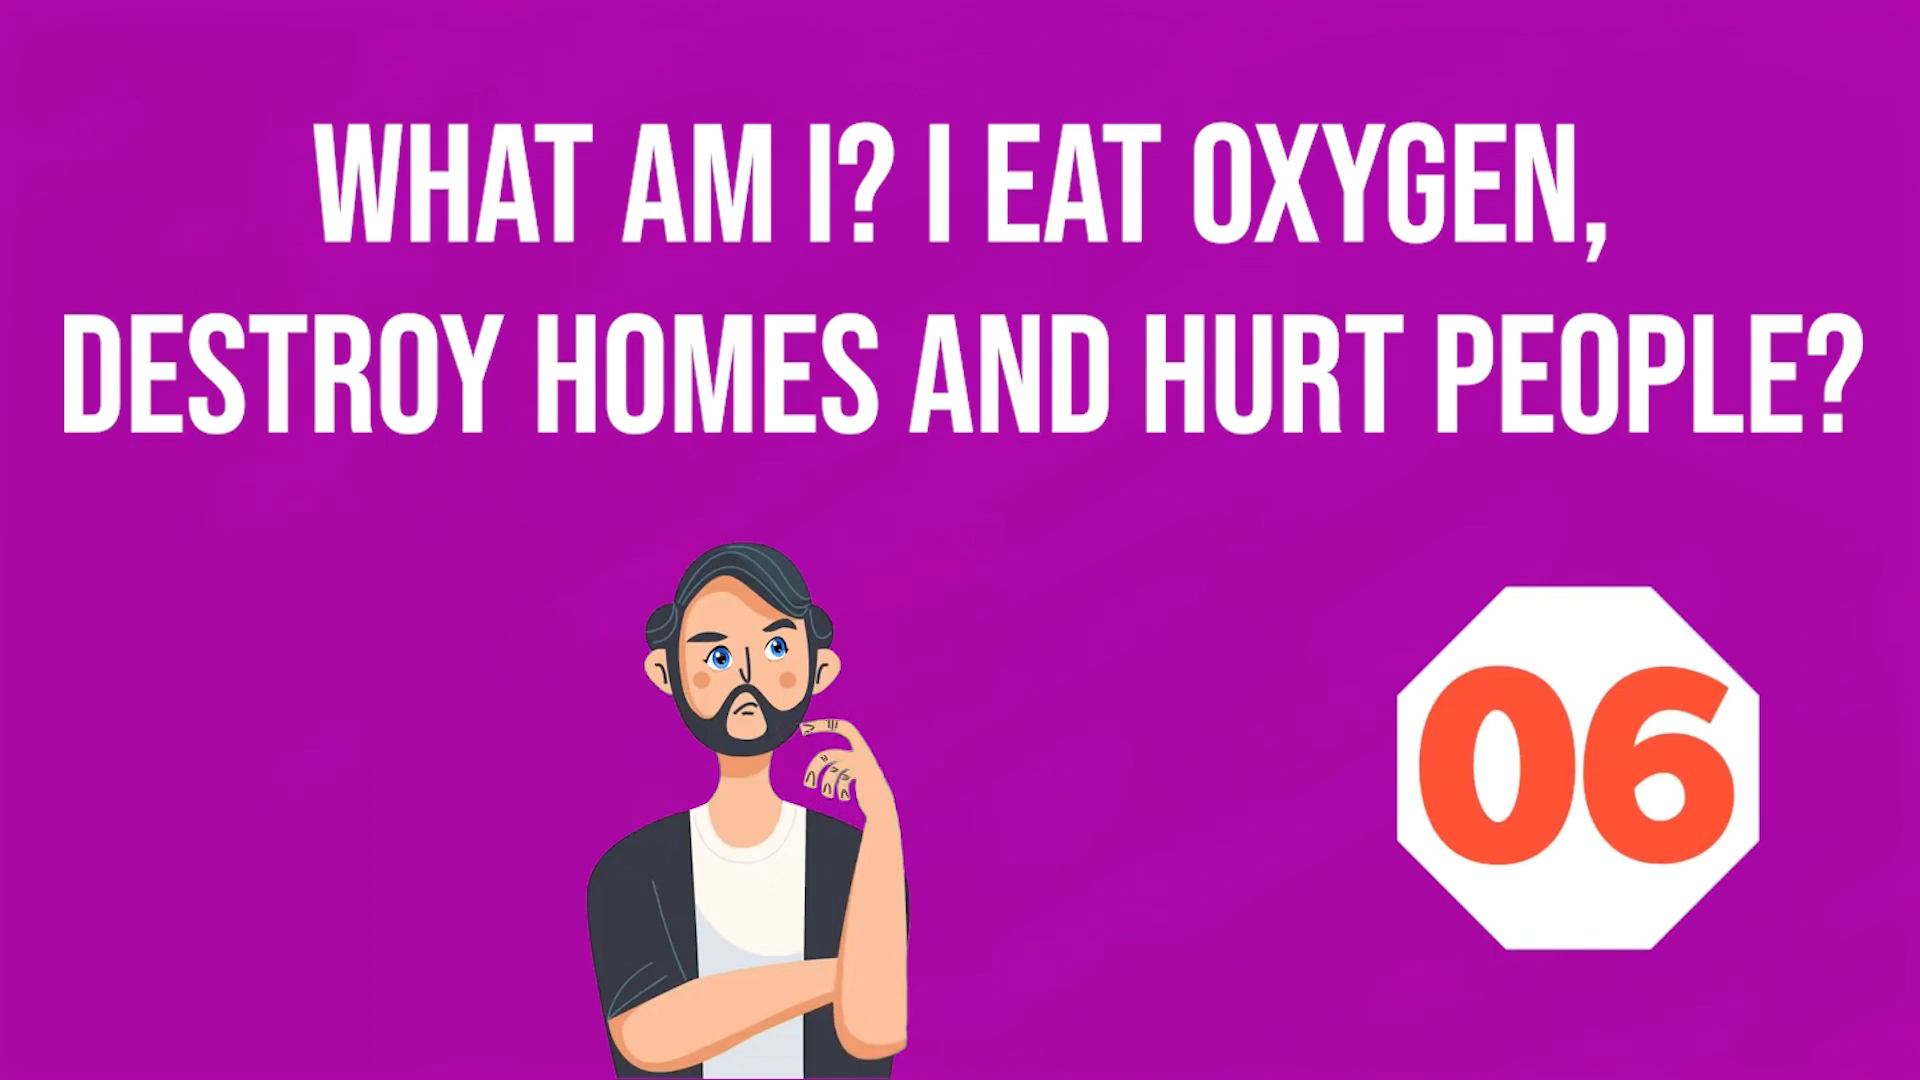 WHAT AM I? I EAT OXYGEN,
DESTROY HOMES AND HURT PEOPLE?
06